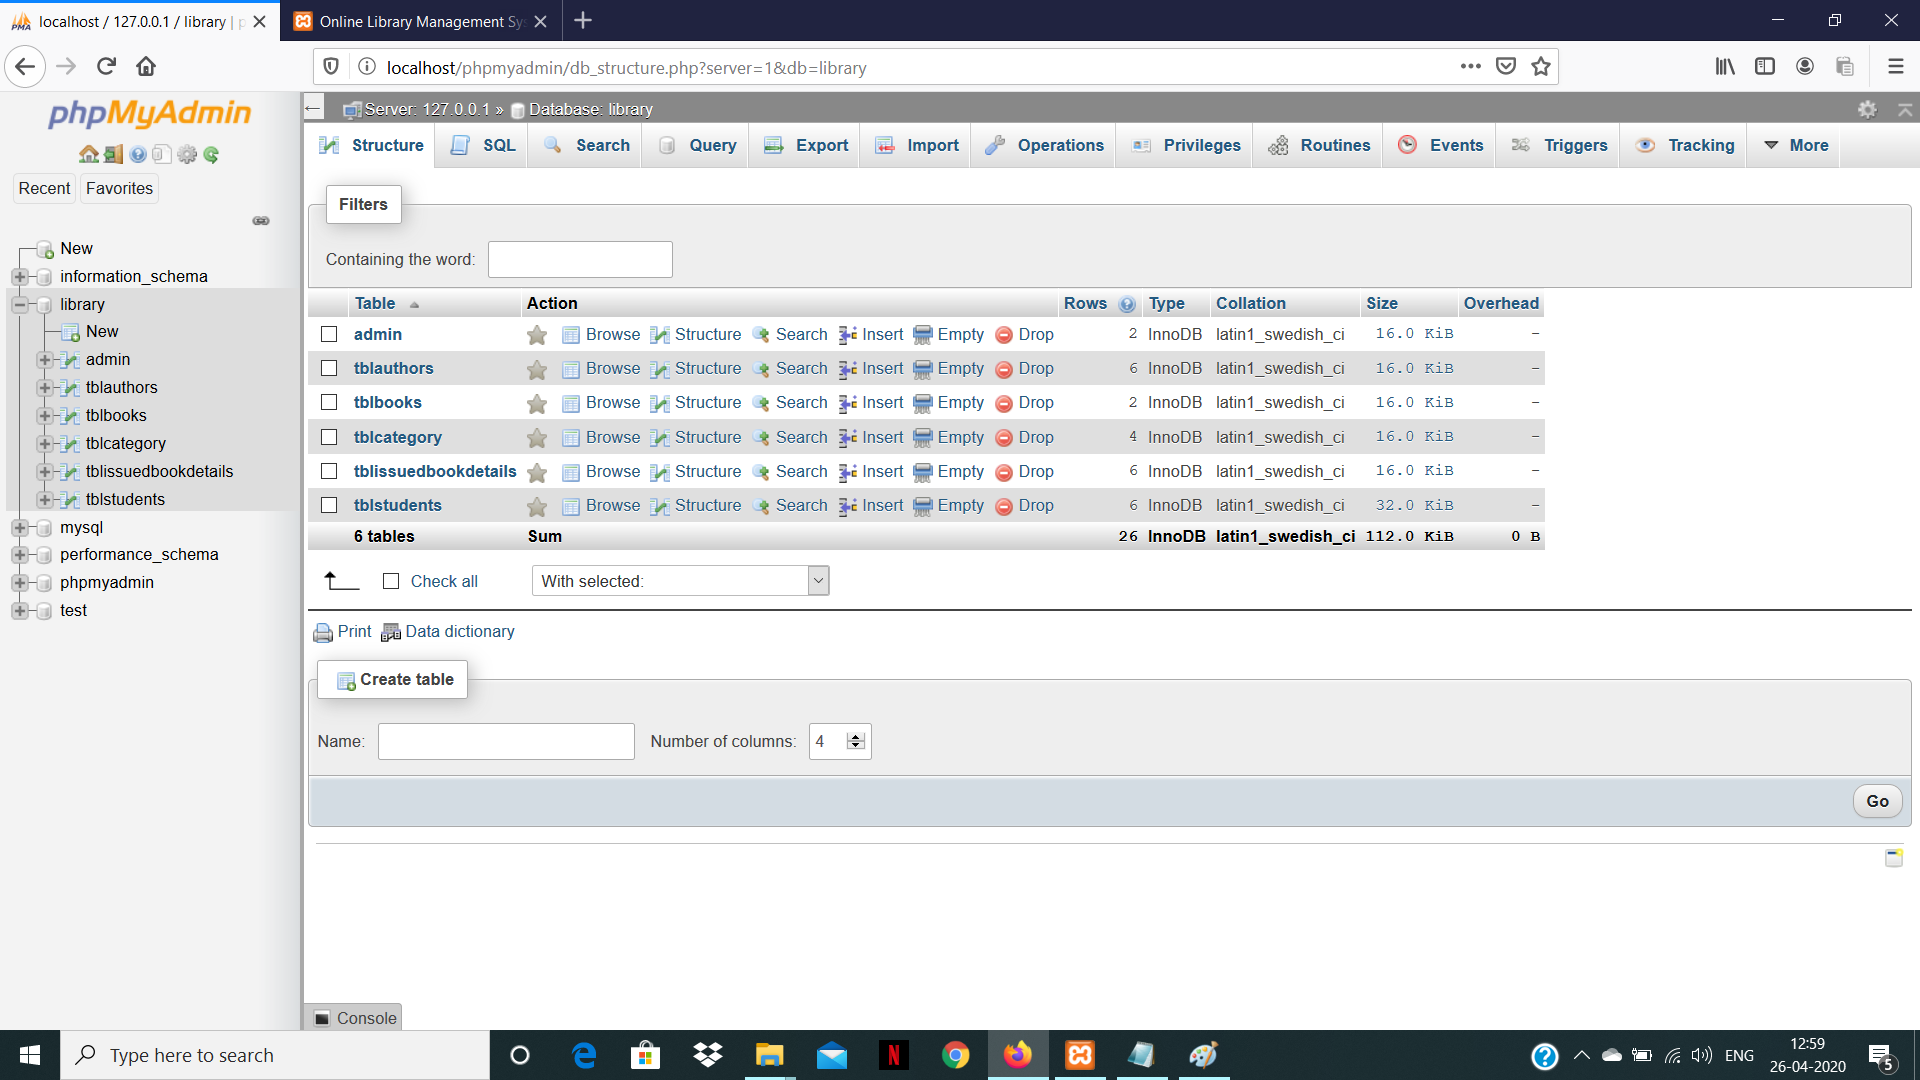 localhost / 127.0.0.1 / library |
Online Library Management Sy
localhost/phpmyadmin/db_structure.php?server=1&db=library
phpMyAdmin
Recent Favorites
New
information_schema
library
New
admin
tblauthors
tblbooks
tblcategory
tblissuedbookdetails
tblstudents
mysql
performance_schema
phpmyadmin
test
Server: 127.0.0.1 » Database: library
Structure SQL Search Query Export Import Operations Privileges Routines Events Triggers Tracking More
Filters
Containing the word:
Table Action Rows Type Collation Size Overhead
admin Browse Structure Search Insert Empty Drop 2 InnoDB latin1_swedish_ci 16.0 KiB -
tblauthors Browse Structure Search Insert Empty Drop 6 InnoDB latin1_swedish_ci 16.0 KiB -
tblbooks Browse Structure Search Insert Empty Drop 2 InnoDB latin1_swedish_ci 16.0 KiB -
tblcategory Browse Structure Search Insert Empty Drop 4 InnoDB latin1_swedish_ci 16.0 KiB -
tblissuedbookdetails Browse Structure Search Insert Empty Drop 6 InnoDB latin1_swedish_ci 16.0 KiB -
tblstudents Browse Structure Search Insert Empty Drop 6 InnoDB latin1_swedish_ci 32.0 KiB -
6 tables Sum 26 InnoDB latin1_swedish_ci 112.0 KiB 0 B
Check all With selected:
Print Data dictionary
Create table
Name: Number of columns: 4
Go
Console
Type here to search
ENG
12:59
26-04-2020
5